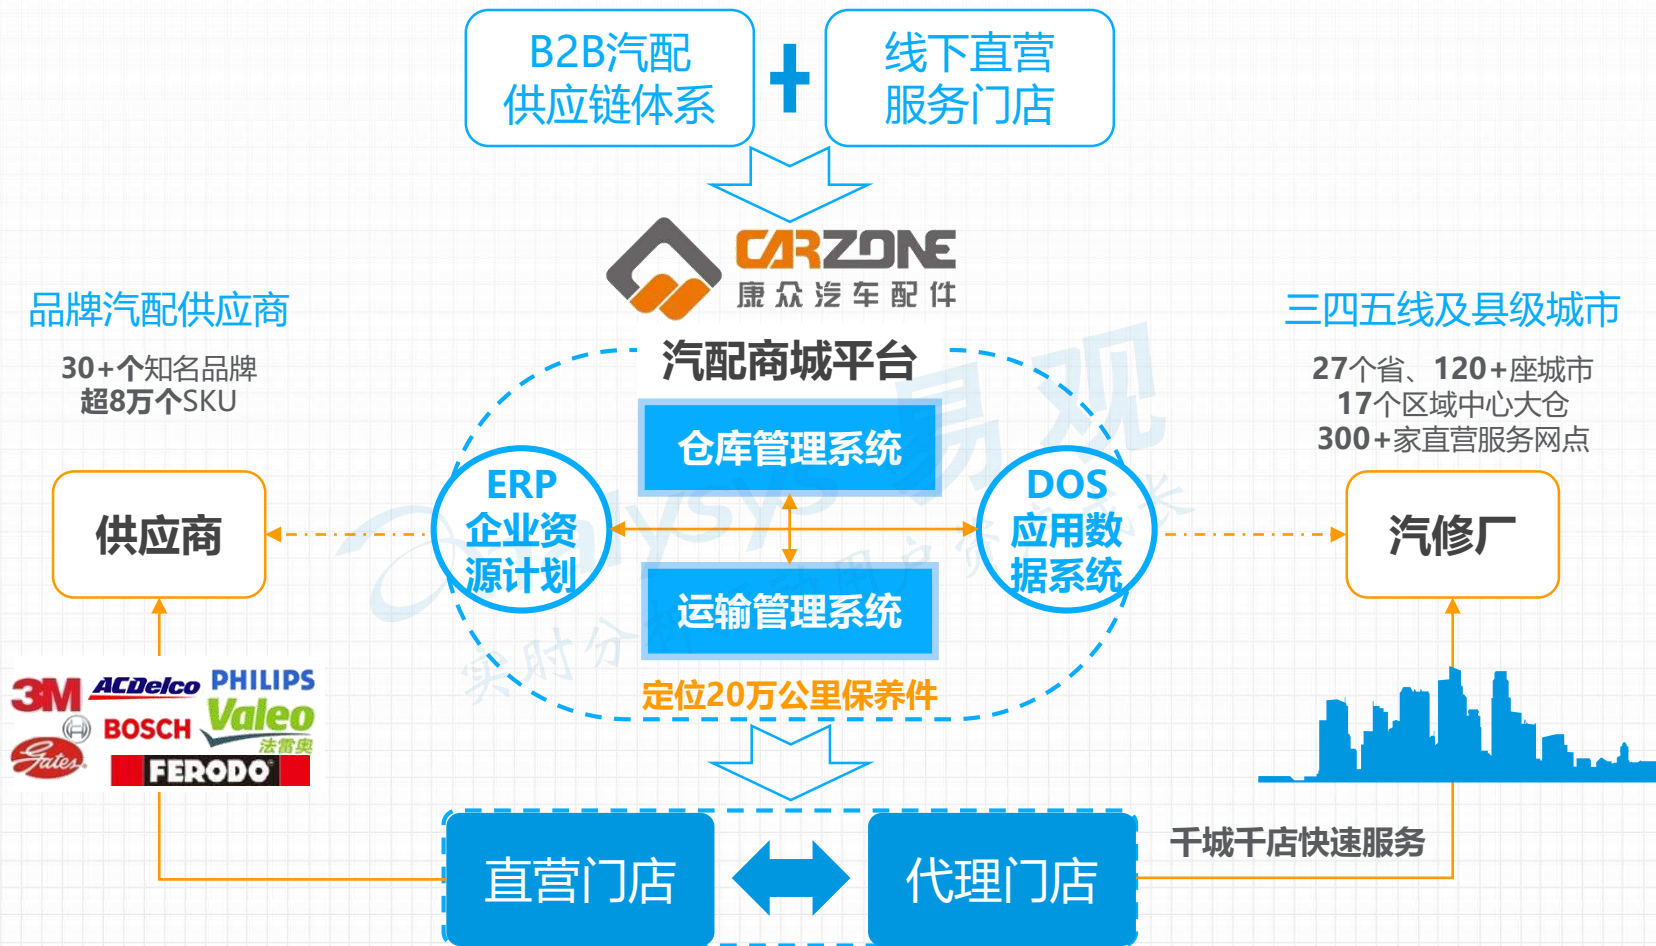 B2B汽配
供应链体系
线下直营
服务门店
CARZONE
康众汽车配件
品牌汽配供应商
30+个知名品牌
超8万个SKU
三四五线及县级城市
27个省、120+座城市
17个区域中心大仓
300+家直营服务网点
汽配商城平台
仓库管理系统
ERP
企业资
源计划
DOS
应用数
据系统
运输管理系统
定位20万公里保养件
供应商
汽修厂
3M
ACDelco
PHILIPS
BOSCH
Valeo
法雷奥
Gates
FERODO
直营门店
代理门店
千城千店快速服务
nalysys 易观
实时分析